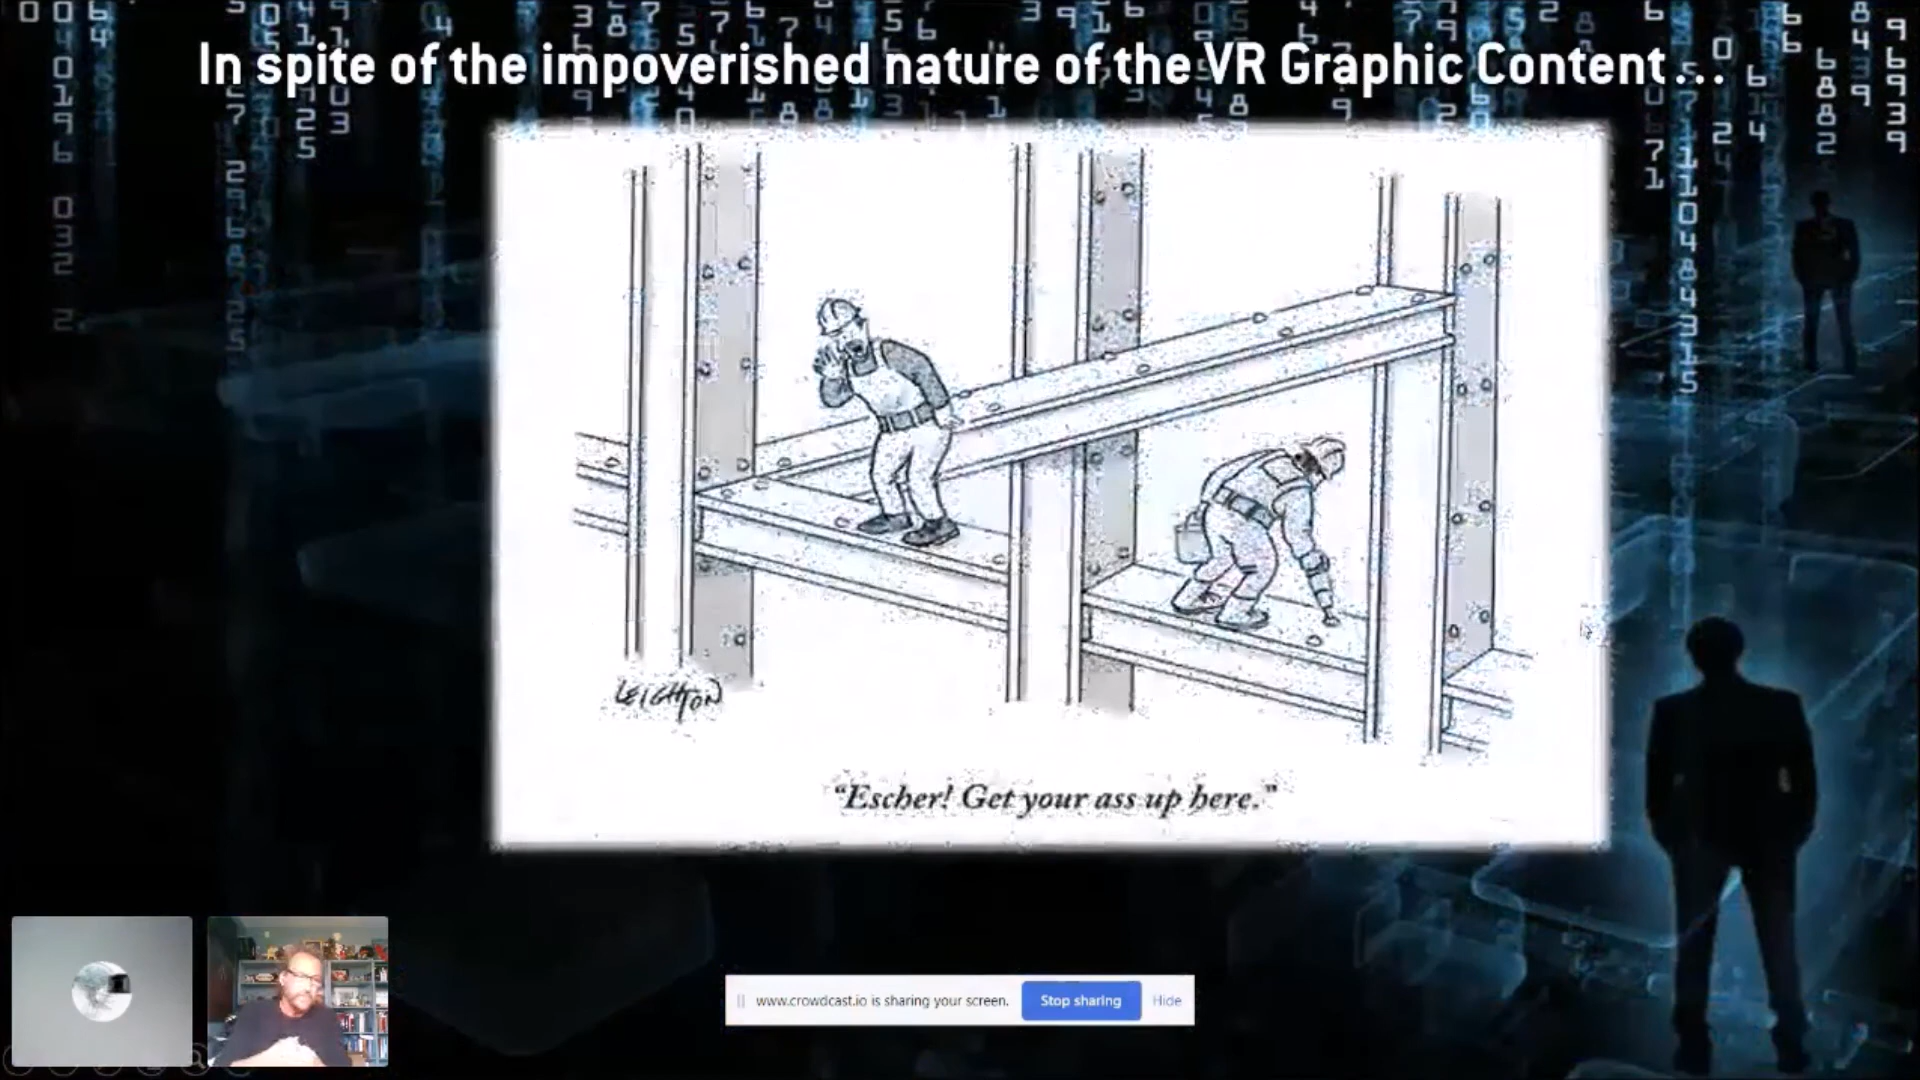 In spite of the impoverished nature of the VR Graphic Content...
LEIGHTON
"Escher! Get your ass up here."
www.crowdcast.io is sharing your screen.
Stop sharing
Hide